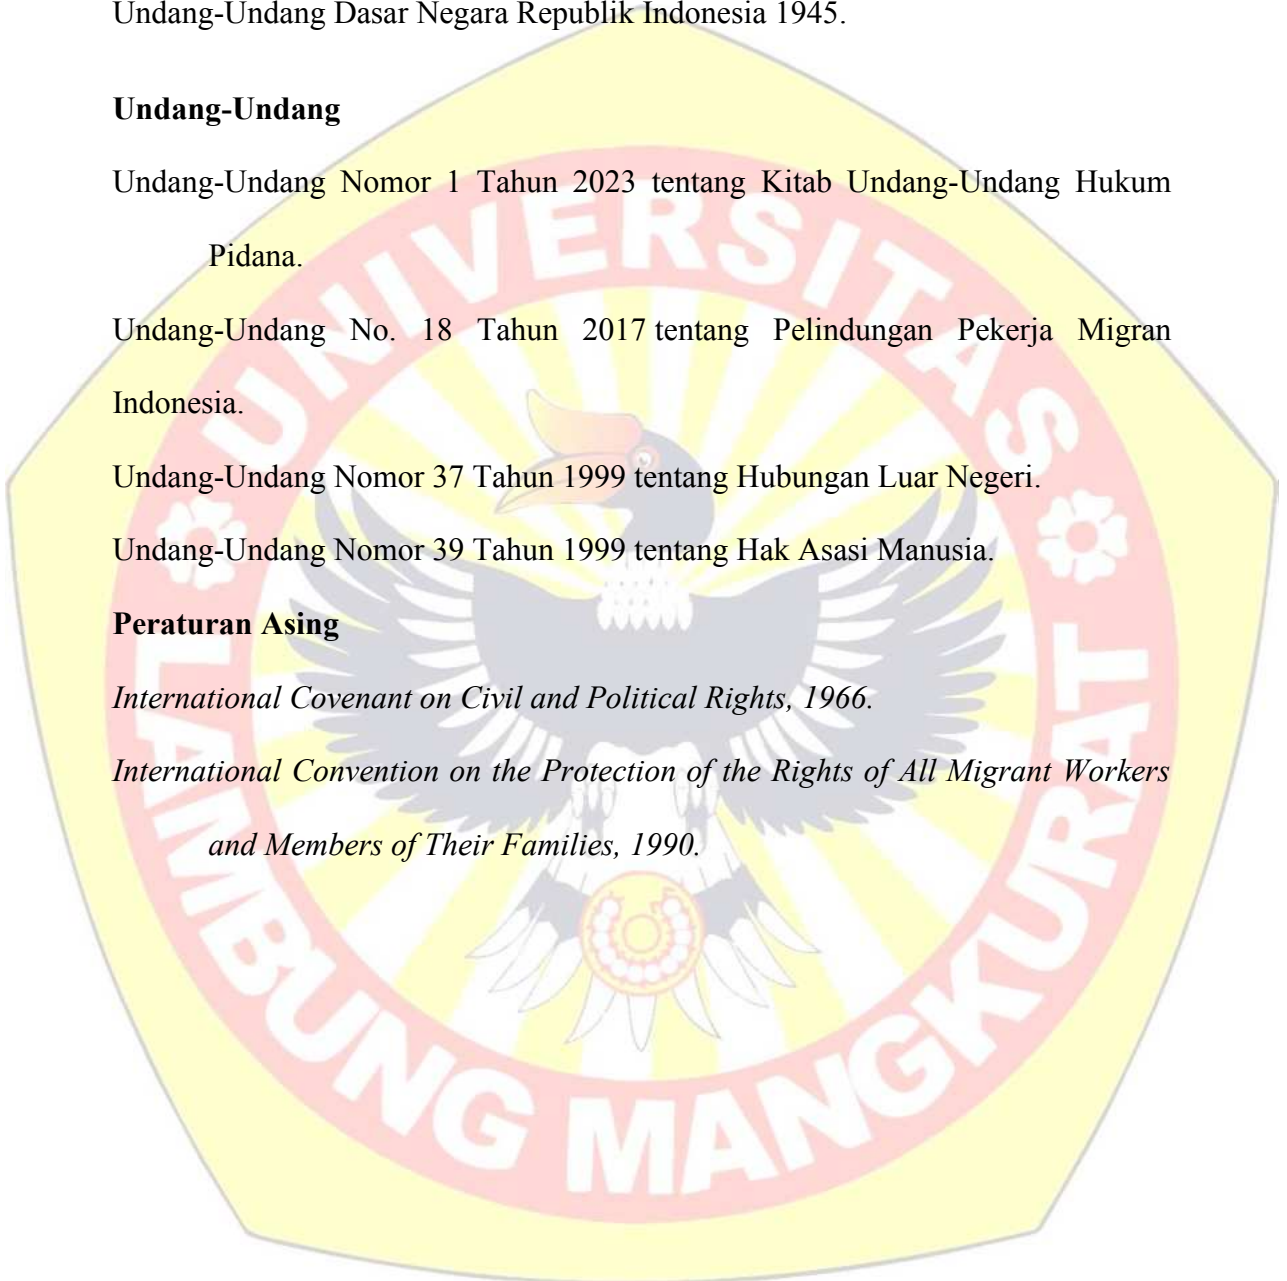 Undang-Undang Dasar Negara Republik Indonesia 1945.
Undang-Undang
Undang-Undang Nomor 1 Tahun 2023 tentang Kitab Undang-Undang Hukum
Pidana.
Undang-Undang No. 18 Tahun 2017 tentang Pelindungan Pekerja Migran
Indonesia.
Undang-Undang Nomor 37 Tahun 1999 tentang Hubungan Luar Negeri.
Undang-Undang Nomor 39 Tahun 1999 tentang Hak Asasi Manusia.
Peraturan Asing
International Covenant on Civil and Political Rights, 1966.
International Convention on the Protection of the Rights of All Migrant Workers
and Members of Their Families, 1990.
UNIVERSITAS
LAMBUNG MANGKURAT